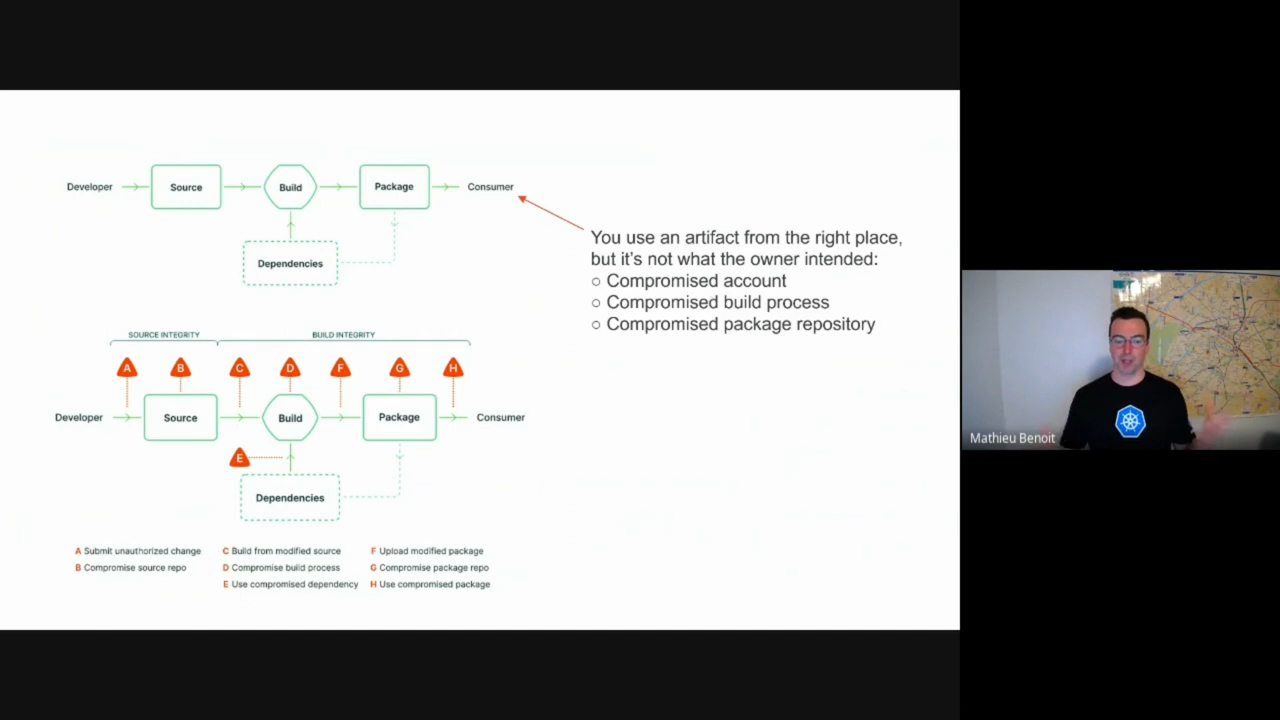 Developer
Source
Build
Package
Consumer
Dependencies
You use an artifact from the right place,
but it's not what the owner intended:
○ Compromised account
○ Compromised build process
○ Compromised package repository
SOURCE INTEGRITY
BUILD INTEGRITY
A
B
C
D
F
G
H
Developer
Source
Build
Package
Consumer
E
Dependencies
A Submit unauthorized change
B Compromise source repo
C Build from modified source
D Compromise build process
E Use compromised dependency
F Upload modified package
G Compromise package repo
H Use compromised package
Mathieu Benoit